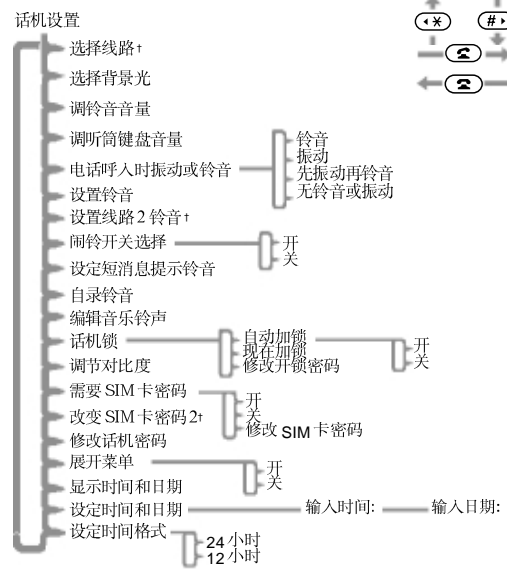 话机设置
选择线路†
选择背景光
调铃音音量
调听筒键盘音量
电话呼入时振动或铃音
铃音
振动
先振动再铃音
无铃音或振动
设置铃音
设置线路2 铃音†
闹铃开关选择
开
关
设定短消息提示铃音
自录铃音
编辑音乐铃声
话机锁
自动加锁
现在加锁
修改开锁密码
开
关
调节对比度
需要 SIM 卡密码
开
关
修改 SIM 卡密码
改变 SIM 卡密码2†
修改话机密码
展开菜单
开
关
显示时间和日期
设定时间和日期 输入时间: 输入日期:
设定时间格式
24 小时
12 小时